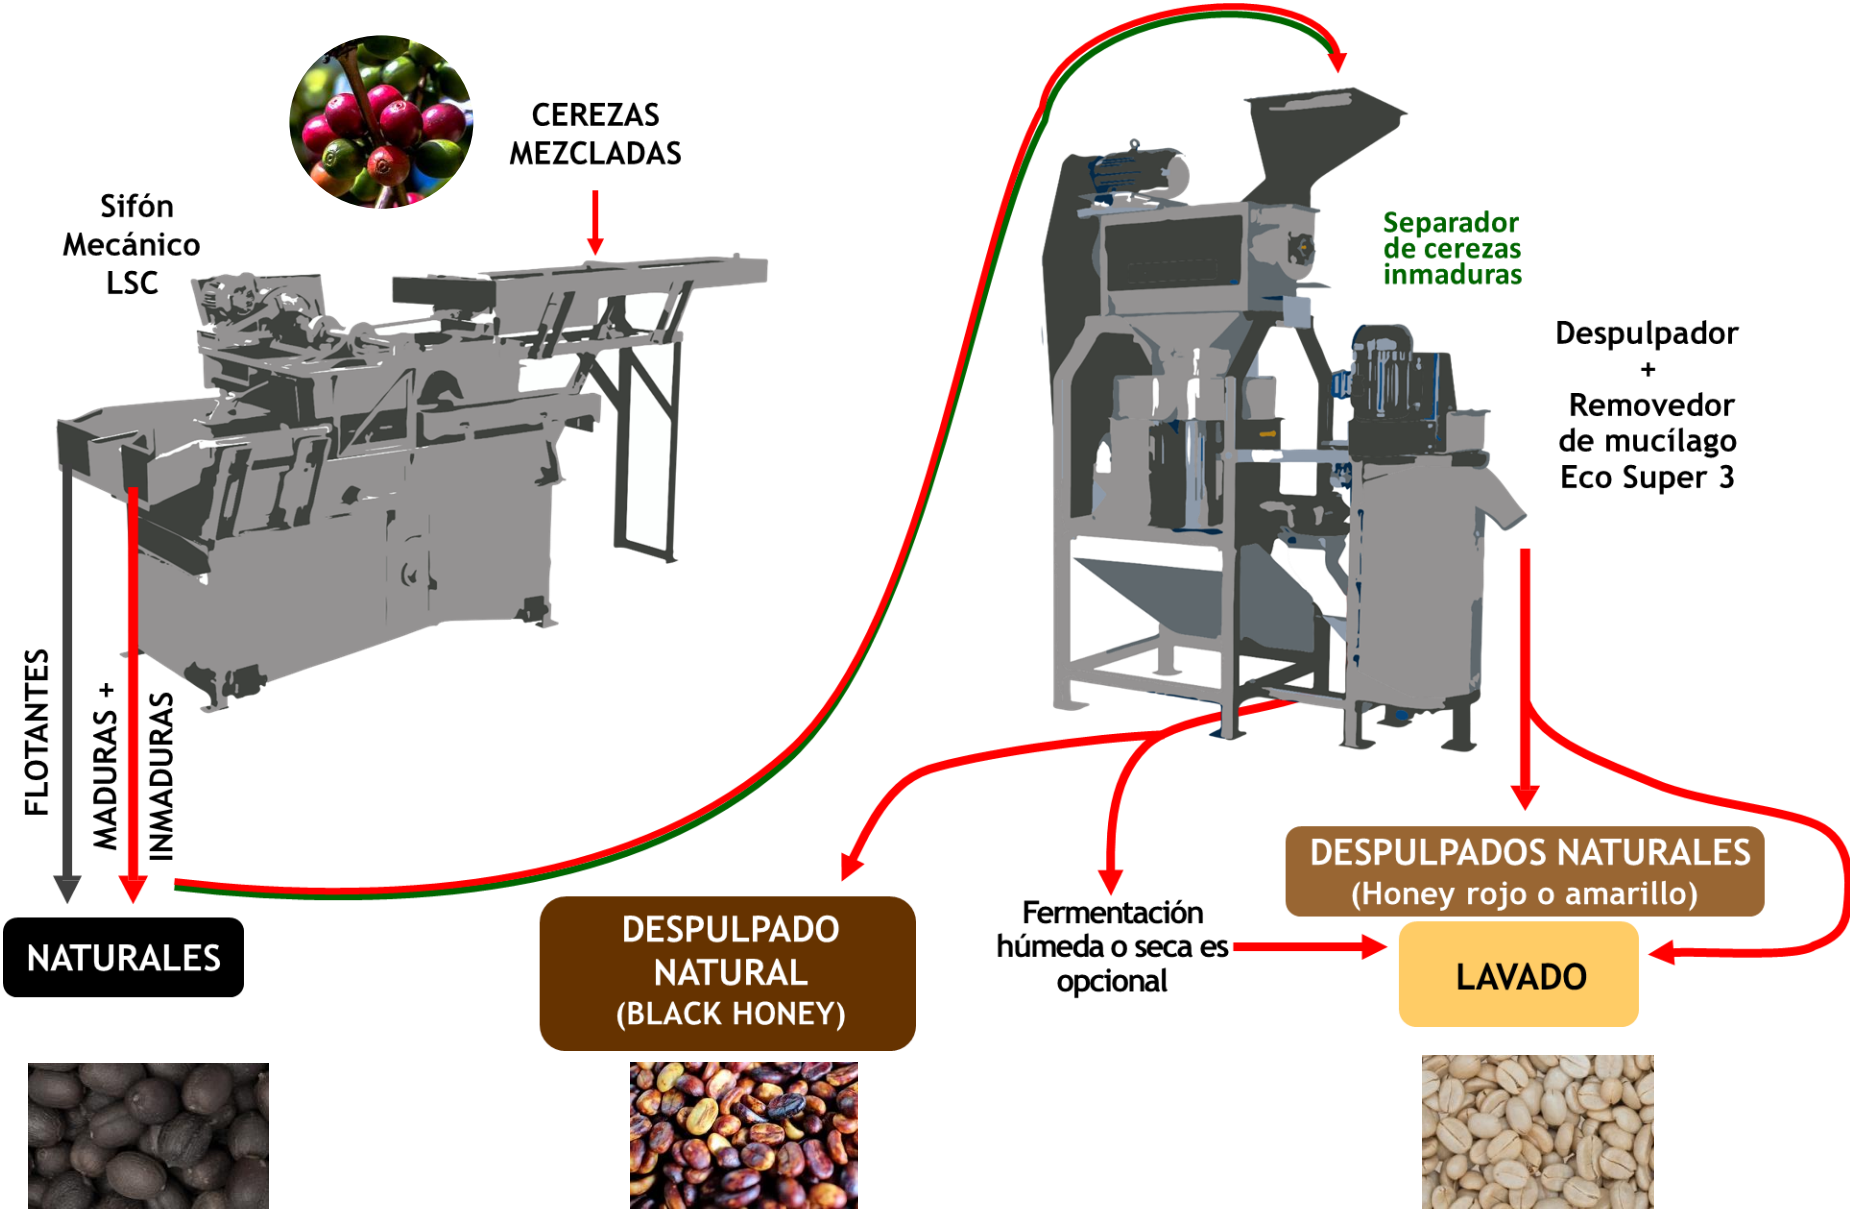 CEREZAS
MEZCLADAS
Sifón
Mecánico
LSC
Separador
de cerezas
inmaduras
Despulpador
+
Removedor
de mucílago
Eco Super 3
FLOTANTES
MADURAS +
INMADURAS
NATURALES
DESPULPADO
NATURAL
(BLACK HONEY)
Fermentación
húmeda o seca es
opcional
DESPULPADOS NATURALES
(Honey rojo o amarillo)
LAVADO